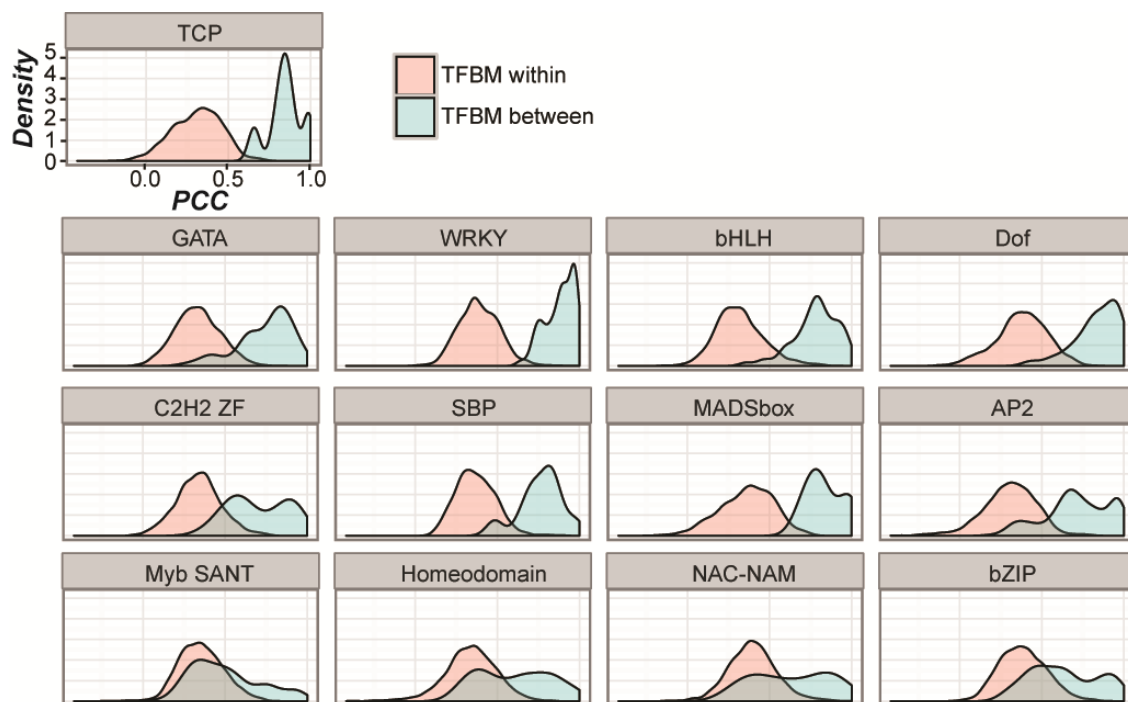 TCP
Density
5
4
3
2
1
0
0.0 0.5 1.0
PCC
TFBM within
TFBM between
GATA WRKY bHLH Dof
C2H2 ZF SBP MADSbox AP2
Myb SANT Homeodomain NAC-NAM bZIP